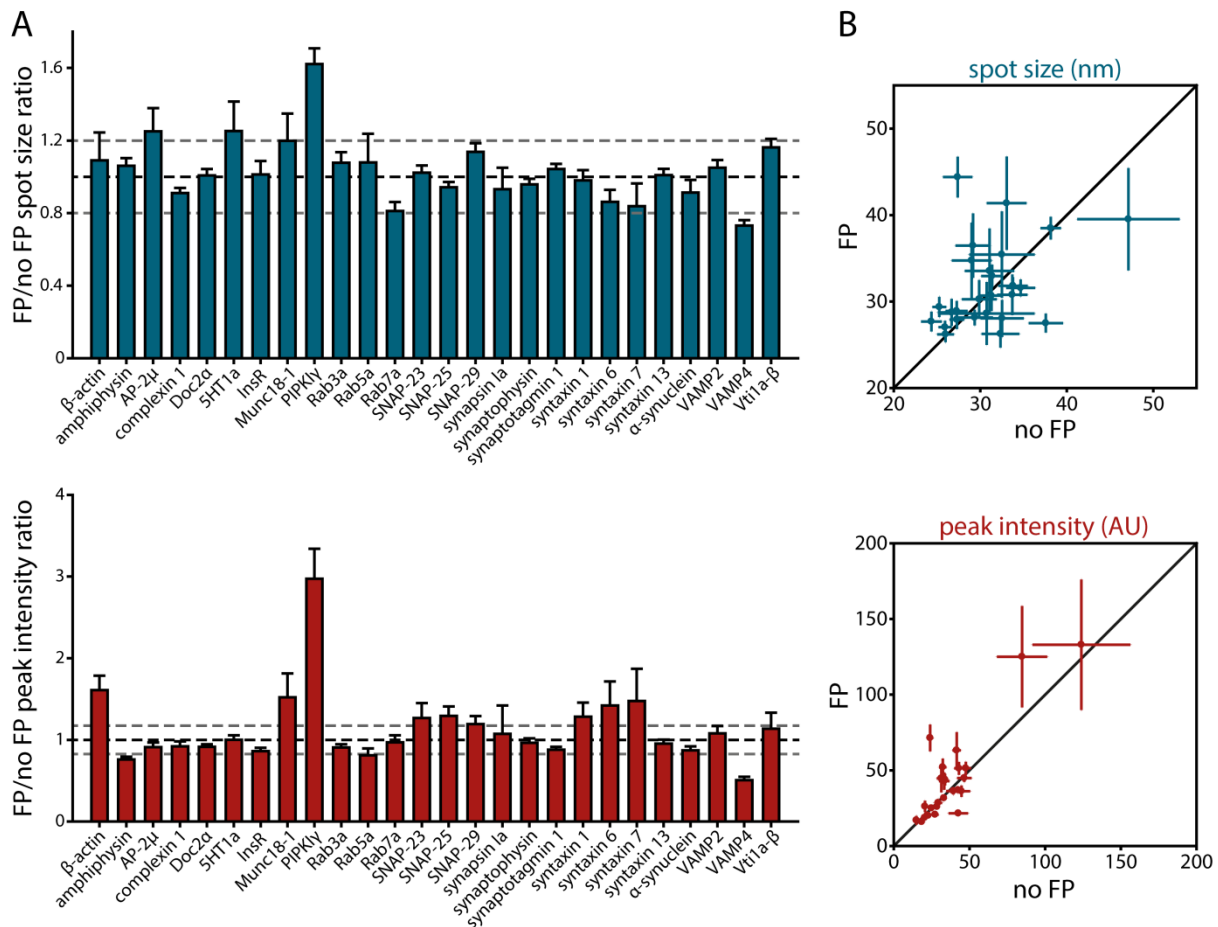 A
FP/no FP spot size ratio
1.6
1.2
0.8
0.4
0
β-actin
amphiphysin
AP-2μ
complexin 1
Doc2α
5HT1a
InsR
Munc18-1
PIPKIγ
Rab3a
Rab5a
Rab7a
SNAP-23
SNAP-25
SNAP-29
synapsin Ia
synaptophysin
synaptotagmin 1
syntaxin 1
syntaxin 6
syntaxin 7
syntaxin 13
α-synuclein
VAMP2
VAMP4
Vti1a-β
B
spot size (nm)
FP
50
40
30
20
20 30 40 50
no FP
FP/no FP peak intensity ratio
4
3
2
1
0
β-actin
amphiphysin
AP-2μ
complexin 1
Doc2α
5HT1a
InsR
Munc18-1
PIPKIγ
Rab3a
Rab5a
Rab7a
SNAP-23
SNAP-25
SNAP-29
synapsin Ia
synaptophysin
synaptotagmin 1
syntaxin 1
syntaxin 6
syntaxin 7
syntaxin 13
α-synuclein
VAMP2
VAMP4
Vti1a-β
peak intensity (AU)
FP
200
150
100
50
0
0 50 100 150 200
no FP